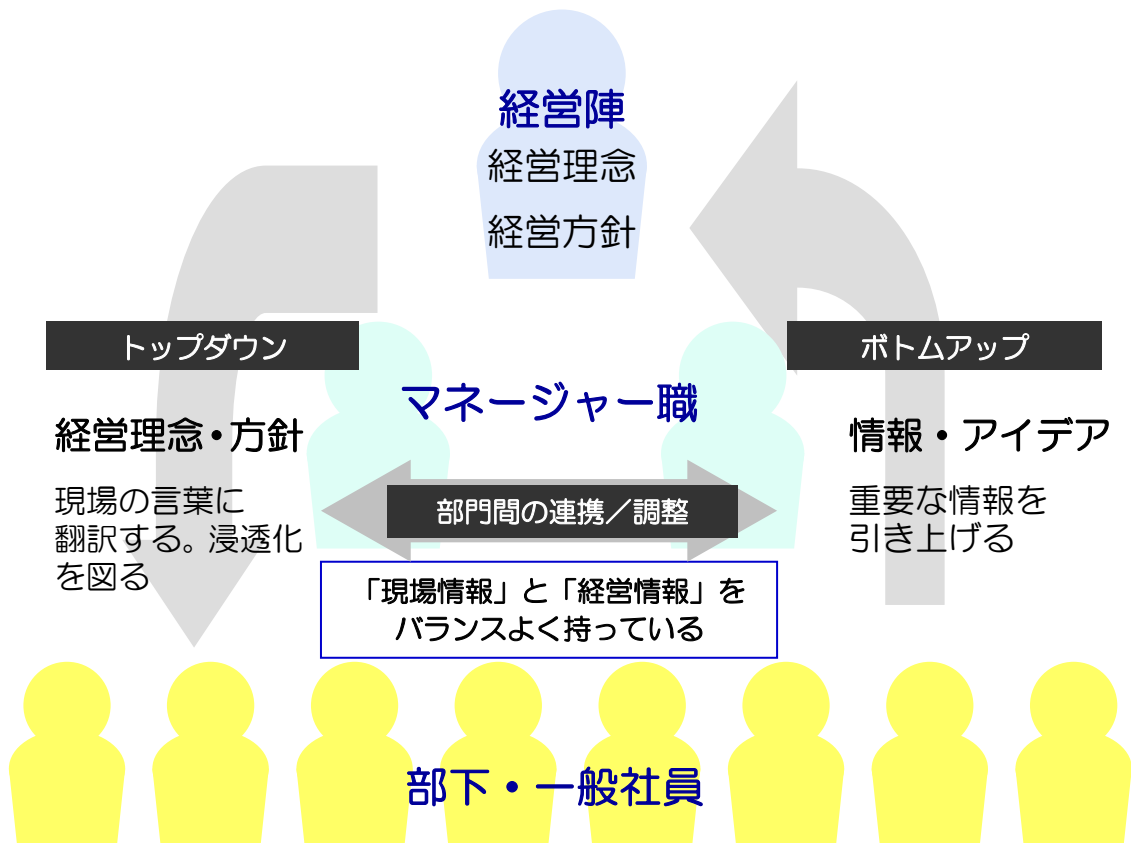 経営陣
経営理念
経営方針
トップダウン
ボトムアップ
マネージャー職
経営理念・方針
情報・アイデア
現場の言葉に
翻訳する。浸透化
を図る
重要な情報を
引き上げる
部門間の連携／調整
「現場情報」と「経営情報」を
バランスよく持っている
部下・一般社員